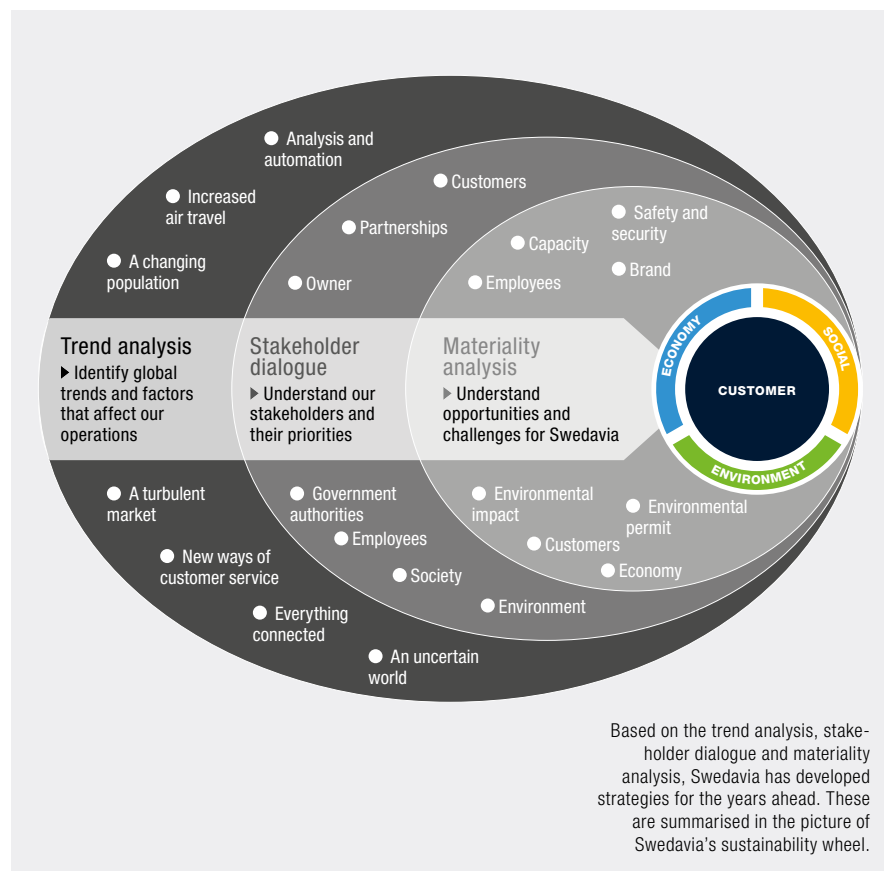 Analysis and
automation
Increased
air travel
A changing
population
Customers
Partnerships
Owner
Safety and
security
Capacity
Brand
Employees
Trend analysis
Identify global
trends and factors
that affect our
operations
Stakeholder
dialogue
Understand our
stakeholders and
their priorities
Materiality
analysis
Understand
opportunities and
challenges for Swedavia
ECONOMY
SOCIAL
CUSTOMER
ENVIRONMENT
A turbulent
market
New ways of
customer service
Everything
connected
An uncertain
world
Government
authorities
Employees
Society
Environment
Environmental
impact
Environmental
permit
Customers
Economy
Based on the trend analysis, stake-
holder dialogue and materiality
analysis, Swedavia has developed
strategies for the years ahead. These
are summarised in the picture of
Swedavia’s sustainability wheel.